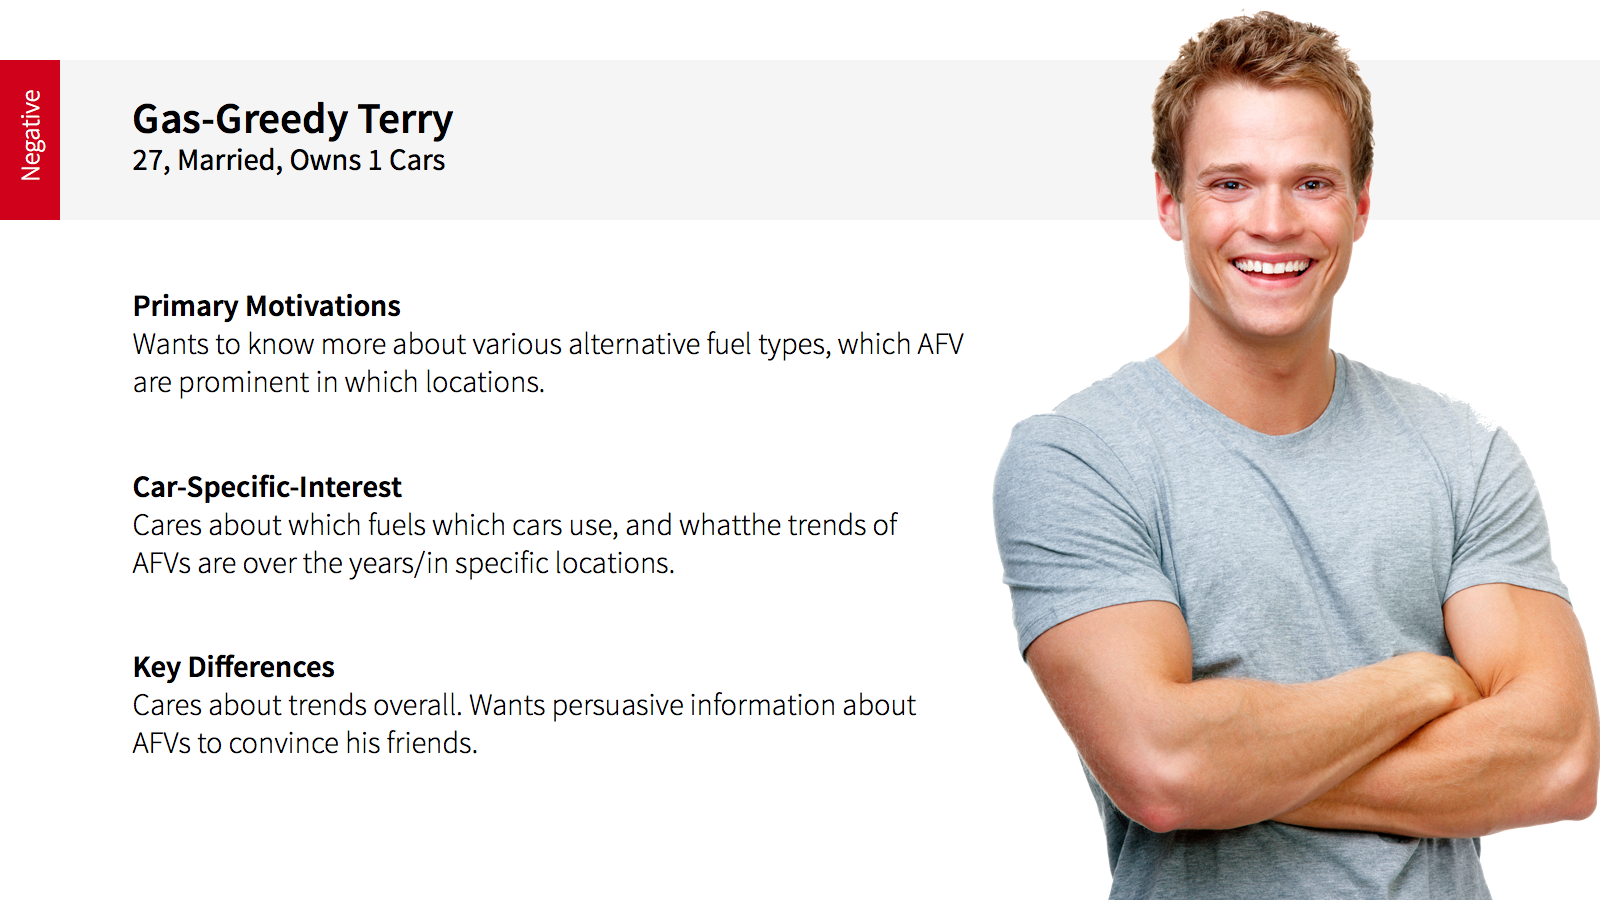 Negative
Gas-Greedy Terry
27, Married, Owns 1 Cars
Primary Motivations
Wants to know more about various alternative fuel types, which AFV
are prominent in which locations.
Car-Specific-Interest
Cares about which fuels which cars use, and whatthe trends of
AFVs are over the years/in specific locations.
Key Differences
Cares about trends overall. Wants persuasive information about
AFVs to convince his friends.